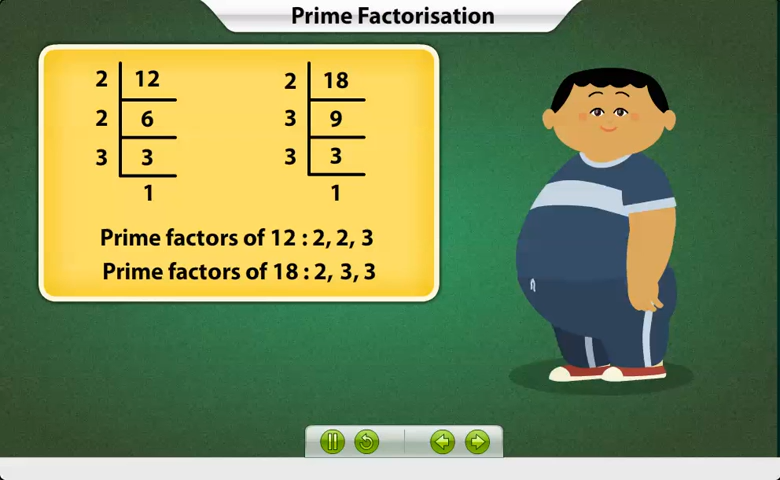 Prime Factorisation
2 12
2 6
3 3
1
2 18
3 9
3 3
1
Prime factors of 12 : 2, 2, 3
Prime factors of 18 : 2, 3, 3